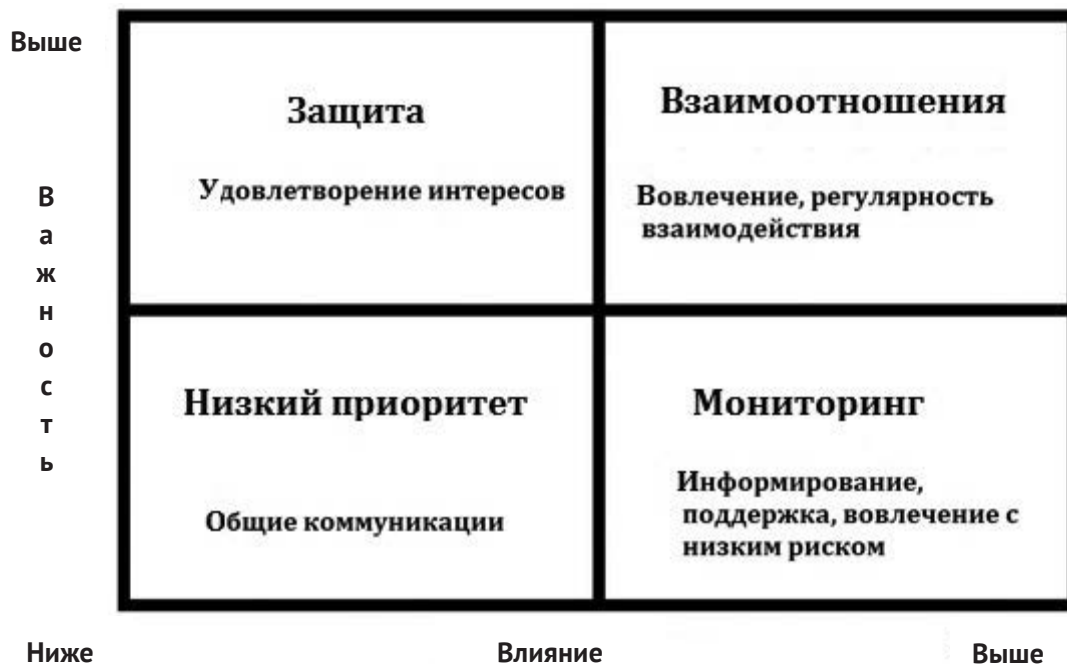 Выше
Важность
Защита
Удовлетворение интересов
Взаимоотношения
Вовлечение, регулярность
взаимодействия
Низкий приоритет
Общие коммуникации
Мониторинг
Информирование,
поддержка, вовлечение с
низким риском
Ниже
Влияние
Выше